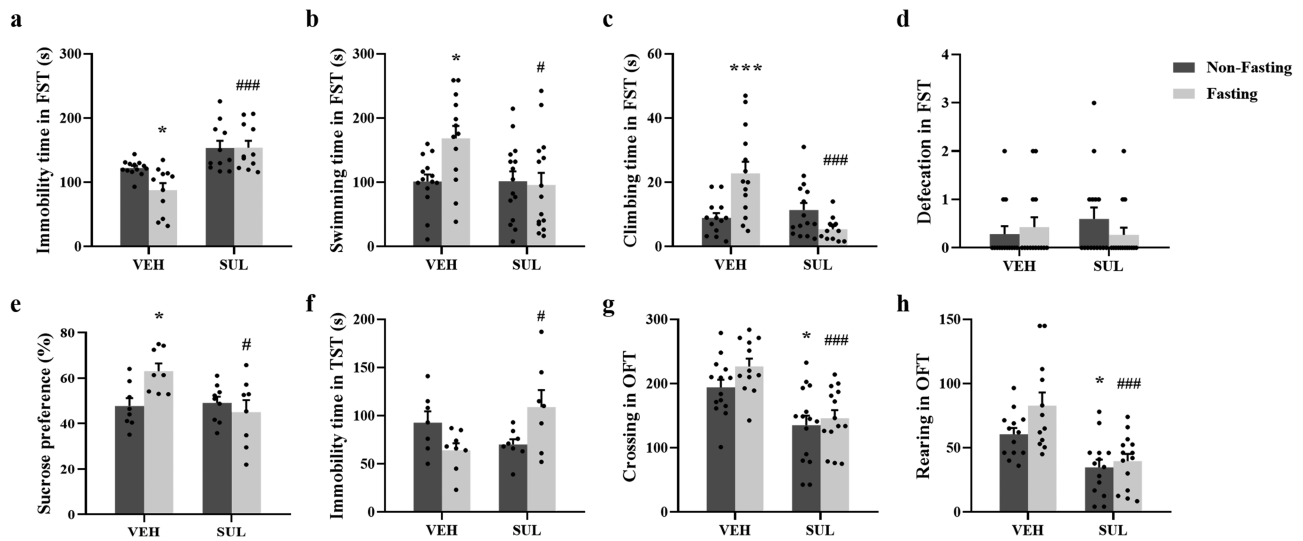 a
Immobility time in FST (s)
300
200
100
0
*
###
VEH
SUL
b
Swimming time in FST (s)
300
200
100
0
*
#
VEH
SUL
c
Climbing time in FST (s)
60
40
20
0
***
###
VEH
SUL
d
Defecation in FST
4
3
2
1
0
VEH
SUL
Non-Fasting
Fasting
e
Sucrose preference (%)
80
60
40
20
0
*
#
VEH
SUL
f
Immobility time in TST (s)
200
150
100
50
0
#
VEH
SUL
g
Crossing in OFT
300
200
100
0
*
###
VEH
SUL
h
Rearing in OFT
150
100
50
0
*
###
VEH
SUL